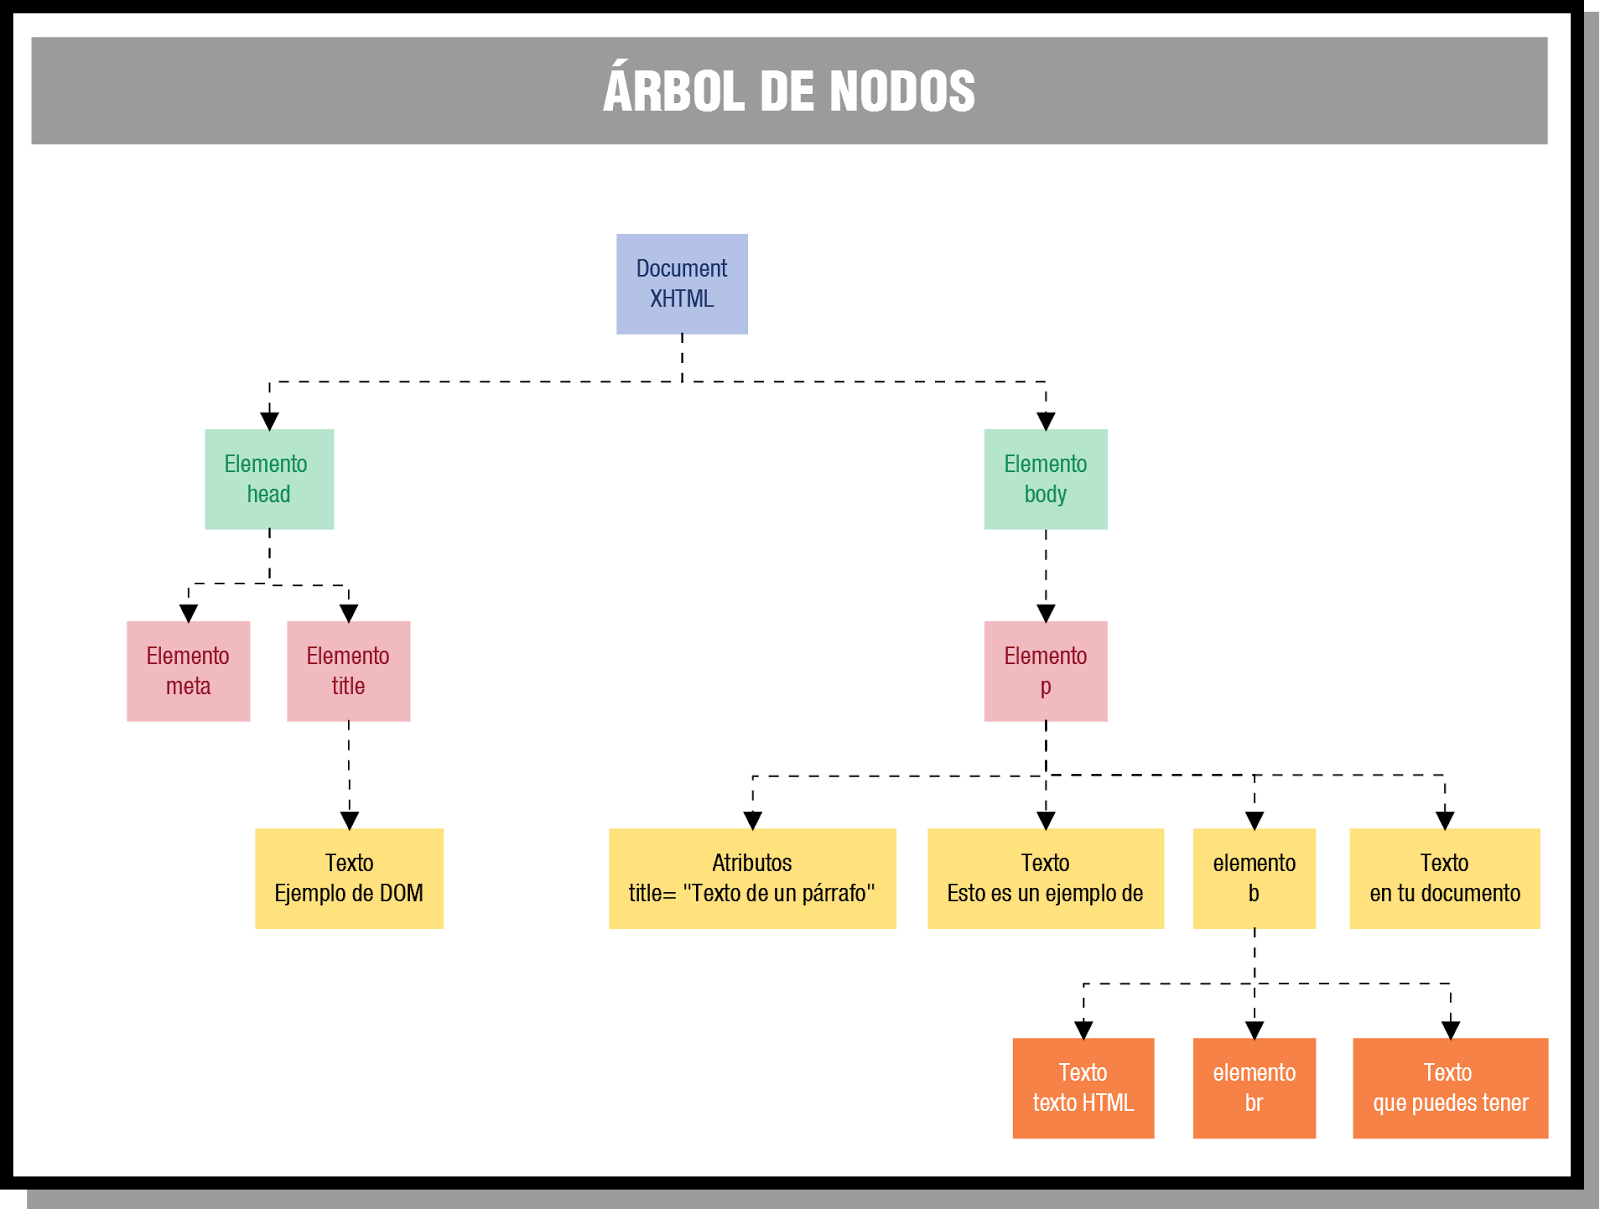 ÁRBOL DE NODOS
Document
XHTML
Elemento
head
Elemento
body
Elemento
meta
Elemento
title
Elemento
p
Texto
Ejemplo de DOM
Atributos
title= "Texto de un párrafo"
Texto
Esto es un ejemplo de
elemento
b
Texto
en tu documento
Texto
texto HTML
elemento
br
Texto
que puedes tener